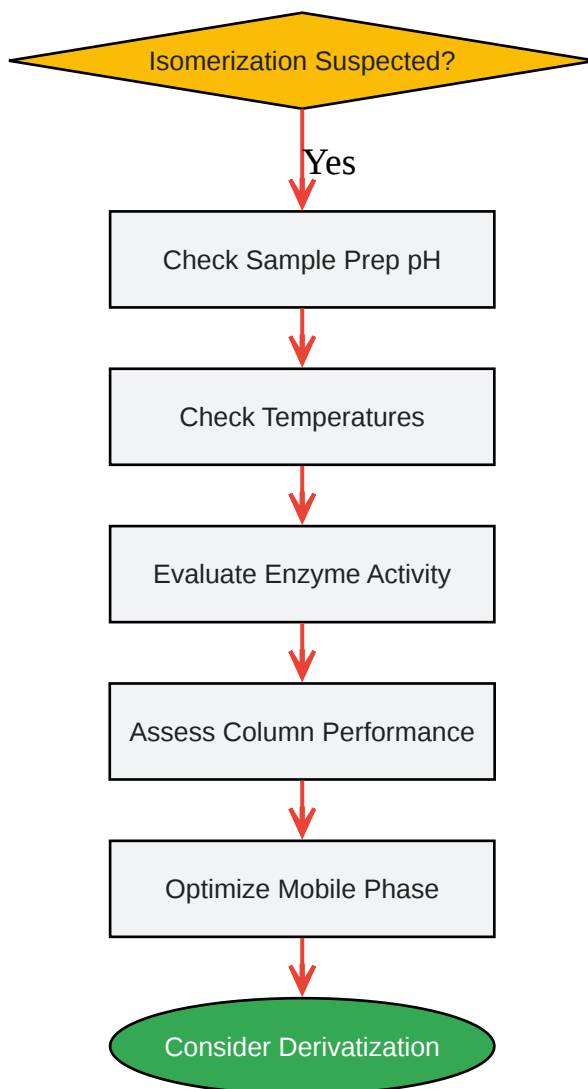 Isomerization Suspected?
Yes
Check Sample Prep pH
Check Temperatures
Evaluate Enzyme Activity
Assess Column Performance
Optimize Mobile Phase
Consider Derivatization